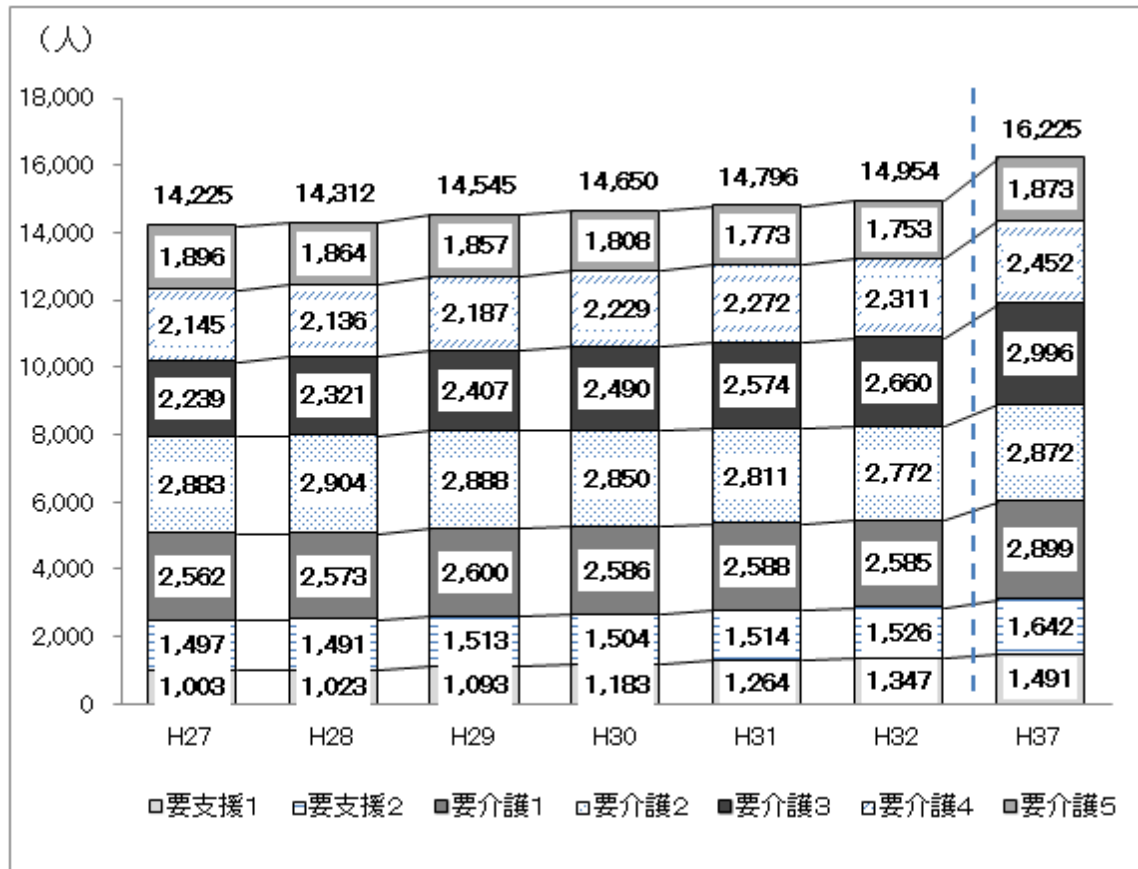 (人)
18,000
16,000
14,000
12,000
10,000
8,000
6,000
4,000
2,000
0
14,225 14,312 14,545 14,650 14,796 14,954 16,225
1,896 1,864 1,857 1,808 1,773 1,753 1,873
2,145 2,136 2,187 2,229 2,272 2,311 2,452
2,239 2,321 2,407 2,490 2,574 2,660 2,996
2,883 2,904 2,888 2,850 2,811 2,772 2,872
2,562 2,573 2,600 2,586 2,588 2,585 2,899
1,497 1,491 1,513 1,504 1,514 1,526 1,642
1,003 1,023 1,093 1,183 1,264 1,347 1,491
H27 H28 H29 H30 H31 H32 H37
要支援1 要支援2 要介護1 要介護2 要介護3 要介護4 要介護5